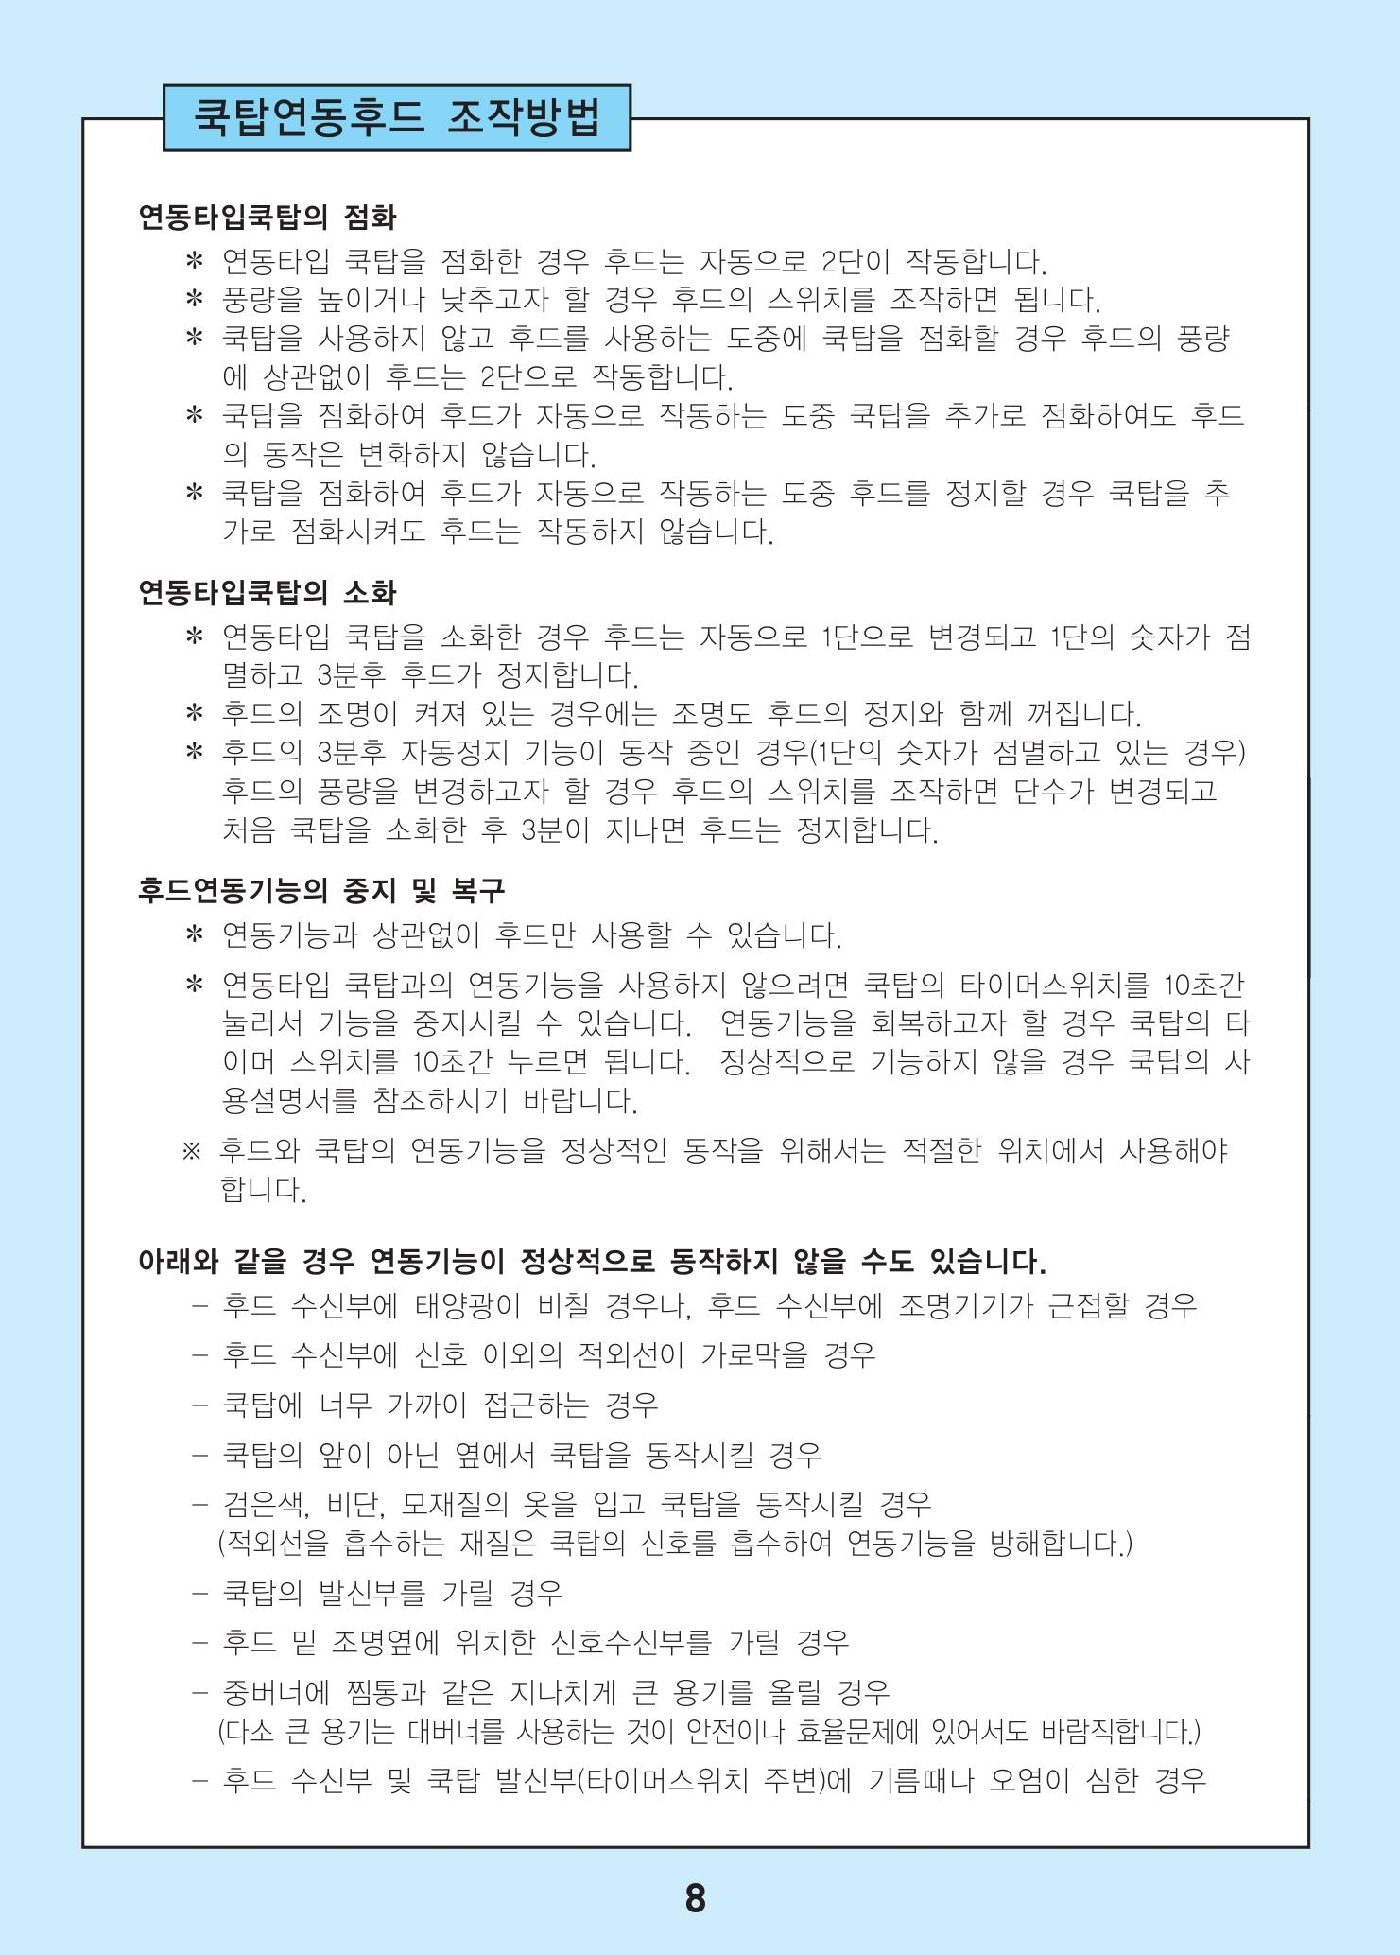 쿡탑연동후드 조작방법
연동타입쿡탑의 점화
＊ 연동타입 쿡탑을 점화한 경우 후드는 자동으로 2단이 작동합니다.
＊ 풍량을 높이거나 낮추고자 할 경우 후드의 스위치를 조작하면 됩니다.
＊ 쿡탑을 사용하지 않고 후드를 사용하는 도중에 쿡탑을 점화할 경우 후드의 풍량
에 상관없이 후드는 2단으로 작동합니다.
＊ 쿡탑을 점화하여 후드가 자동으로 작동하는 도중 쿡탑을 추가로 점화하여도 후드
의 동작은 변화하지 않습니다.
＊ 쿡탑을 점화하여 후드가 자동으로 작동하는 도중 후드를 정지할 경우 쿡탑을 추
가로 점화시켜도 후드는 작동하지 않습니다.
연동타입쿡탑의 소화
＊ 연동타입 쿡탑을 소화한 경우 후드는 자동으로 1단으로 변경되고 1단의 숫자가 점
멸하고 3분후 후드가 정지합니다.
＊ 후드의 조명이 켜져 있는 경우에는 조명도 후드의 정지와 함께 꺼집니다.
＊ 후드의 3분후 자동정지 기능이 동작 중인 경우(1단의 숫자가 점멸하고 있는 경우)
후드의 풍량을 변경하고자 할 경우 후드의 스위치를 조작하면 단수가 변경되고
처음 쿡탑을 소화한 후 3분이 지나면 후드는 정지합니다.
후드연동기능의 중지 및 복구
＊ 연동기능과 상관없이 후드만 사용할 수 있습니다.
＊ 연동타입 쿡탑과의 연동기능을 사용하지 않으려면 쿡탑의 타이머스위치를 10초간
눌러서 기능을 중지시킬 수 있습니다. 연동기능을 회복하고자 할 경우 쿡탑의 타
이머 스위치를 10초간 누르면 됩니다. 정상적으로 기능하지 않을 경우 쿡탑의 사
용설명서를 참조하시기 바랍니다.
※ 후드와 쿡탑의 연동기능을 정상적인 동작을 위해서는 적절한 위치에서 사용해야
합니다.
아래와 같을 경우 연동기능이 정상적으로 동작하지 않을 수도 있습니다.
– 후드 수신부에 태양광이 비칠 경우나, 후드 수신부에 조명기기가 근접할 경우
– 후드 수신부에 신호 이외의 적외선이 가로막을 경우
– 쿡탑에 너무 가까이 접근하는 경우
– 쿡탑의 앞이 아닌 옆에서 쿡탑을 동작시킬 경우
– 검은색, 비단, 모재질의 옷을 입고 쿡탑을 동작시킬 경우
(적외선을 흡수하는 재질은 쿡탑의 신호를 흡수하여 연동기능을 방해합니다.)
– 쿡탑의 발신부를 가릴 경우
– 후드 밑 조명옆에 위치한 신호수신부를 가릴 경우
– 중버너에 찜통과 같은 지나치게 큰 용기를 올릴 경우
(다소 큰 용기는 대버너를 사용하는 것이 안전이나 효율문제에 있어서도 바람직합니다.)
– 후드 수신부 및 쿡탑 발신부(타이머스위치 주변)에 기름때나 오염이 심한 경우
8